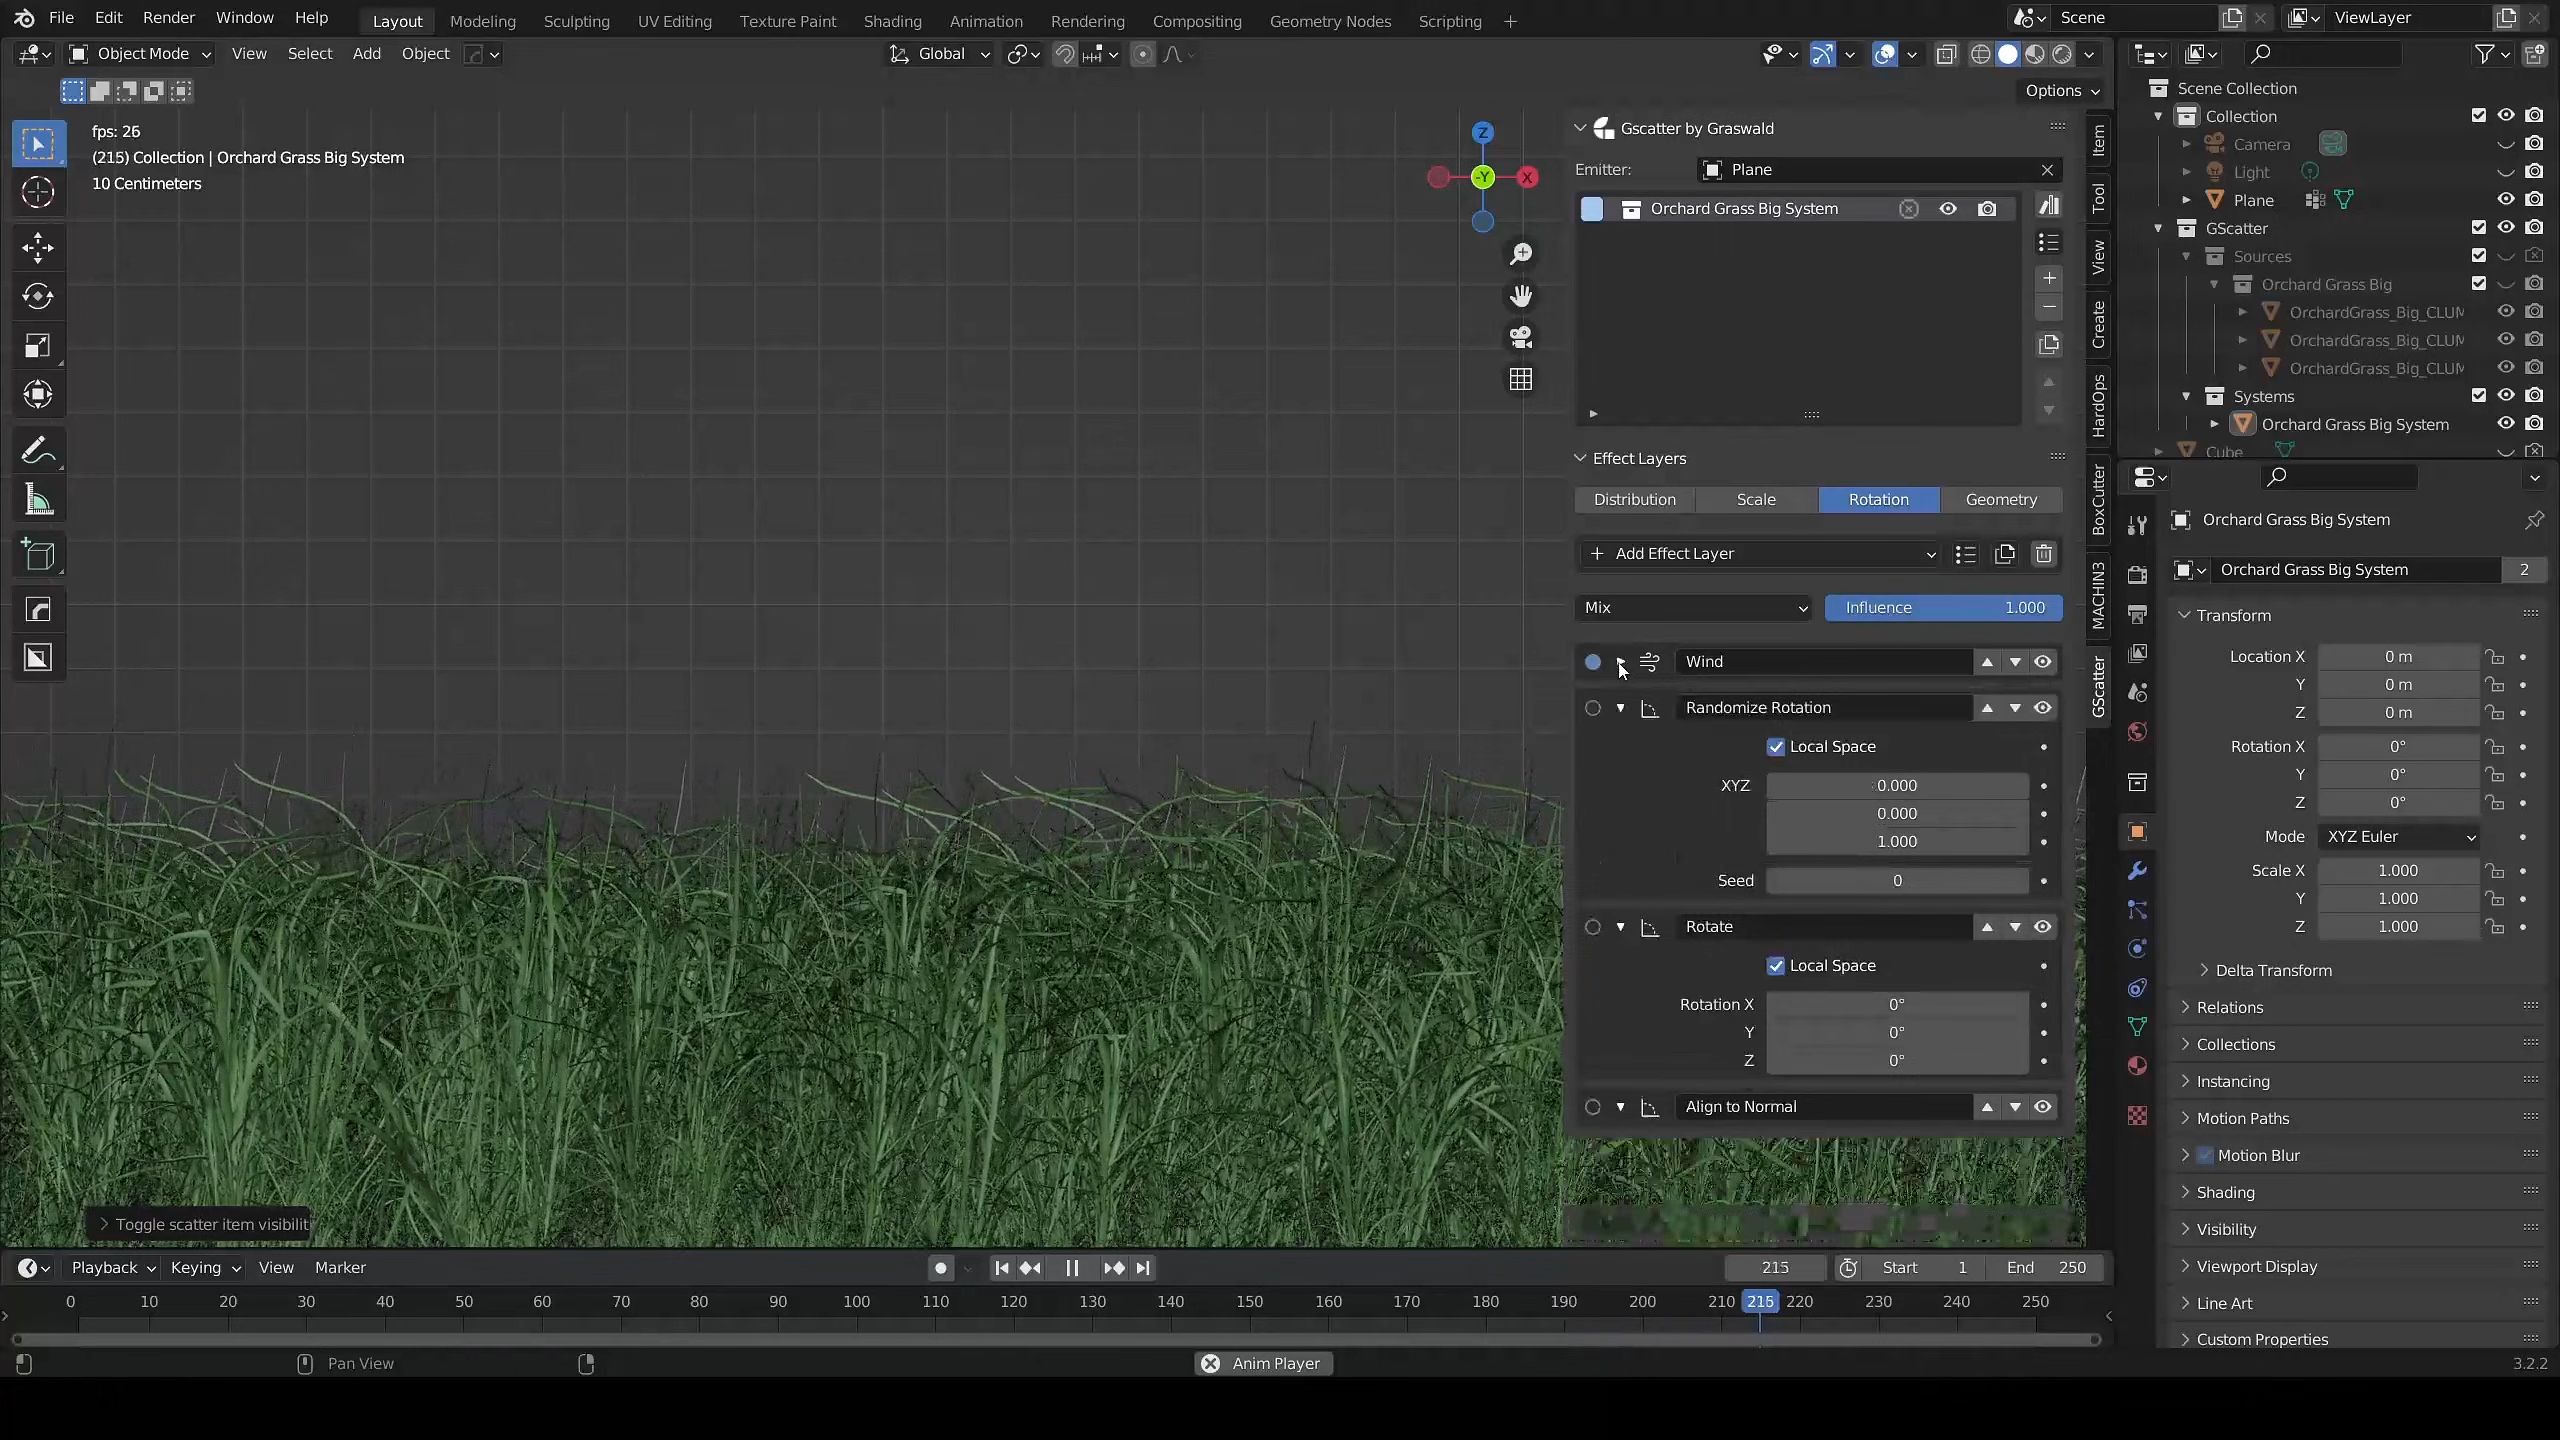 File Edit Render Window Help Layout Modeling Sculpting UV Editing Texture Paint Shading Animation Rendering Compositing Geometry Nodes Scripting + Scene ViewLayer
Object Mode View Select Add Object Global
Options
fps: 26
(215) Collection | Orchard Grass Big System
10 Centimeters
Z
-Y
X
Gscatter by Graswald
Emitter: Plane
Orchard Grass Big System
Effect Layers
Distribution Scale Rotation Geometry
Add Effect Layer
Mix Influence 1.000
Wind
Randomize Rotation
Local Space
XYZ 0.000
0.000
1.000
Seed 0
Rotate
Local Space
Rotation X 0°
Y 0°
Z 0°
Align to Normal
Item
Tool
View
Create
HardOps
BoxCutter
MACHIN3
GScatter
Scene Collection
Collection
Camera
Light
Plane
GScatter
Sources
Orchard Grass Big
OrchardGrass_Big_CLUM
OrchardGrass_Big_CLUM
OrchardGrass_Big_CLUM
Systems
Orchard Grass Big System
Cube
Orchard Grass Big System
Orchard Grass Big System 2
Transform
Location X 0 m
Y 0 m
Z 0 m
Rotation X 0°
Y 0°
Z 0°
Mode XYZ Euler
Scale X 1.000
Y 1.000
Z 1.000
Delta Transform
Relations
Collections
Instancing
Motion Paths
Motion Blur
Shading
Visibility
Viewport Display
Line Art
Custom Properties
Toggle scatter item visibilit
Playback Keying View Marker 215 Start 1 End 250
0 10 20 30 40 50 60 70 80 90 100 110 120 130 140 150 160 170 180 190 200 210 215 220 230 240 250
Pan View Anim Player 3.2.2